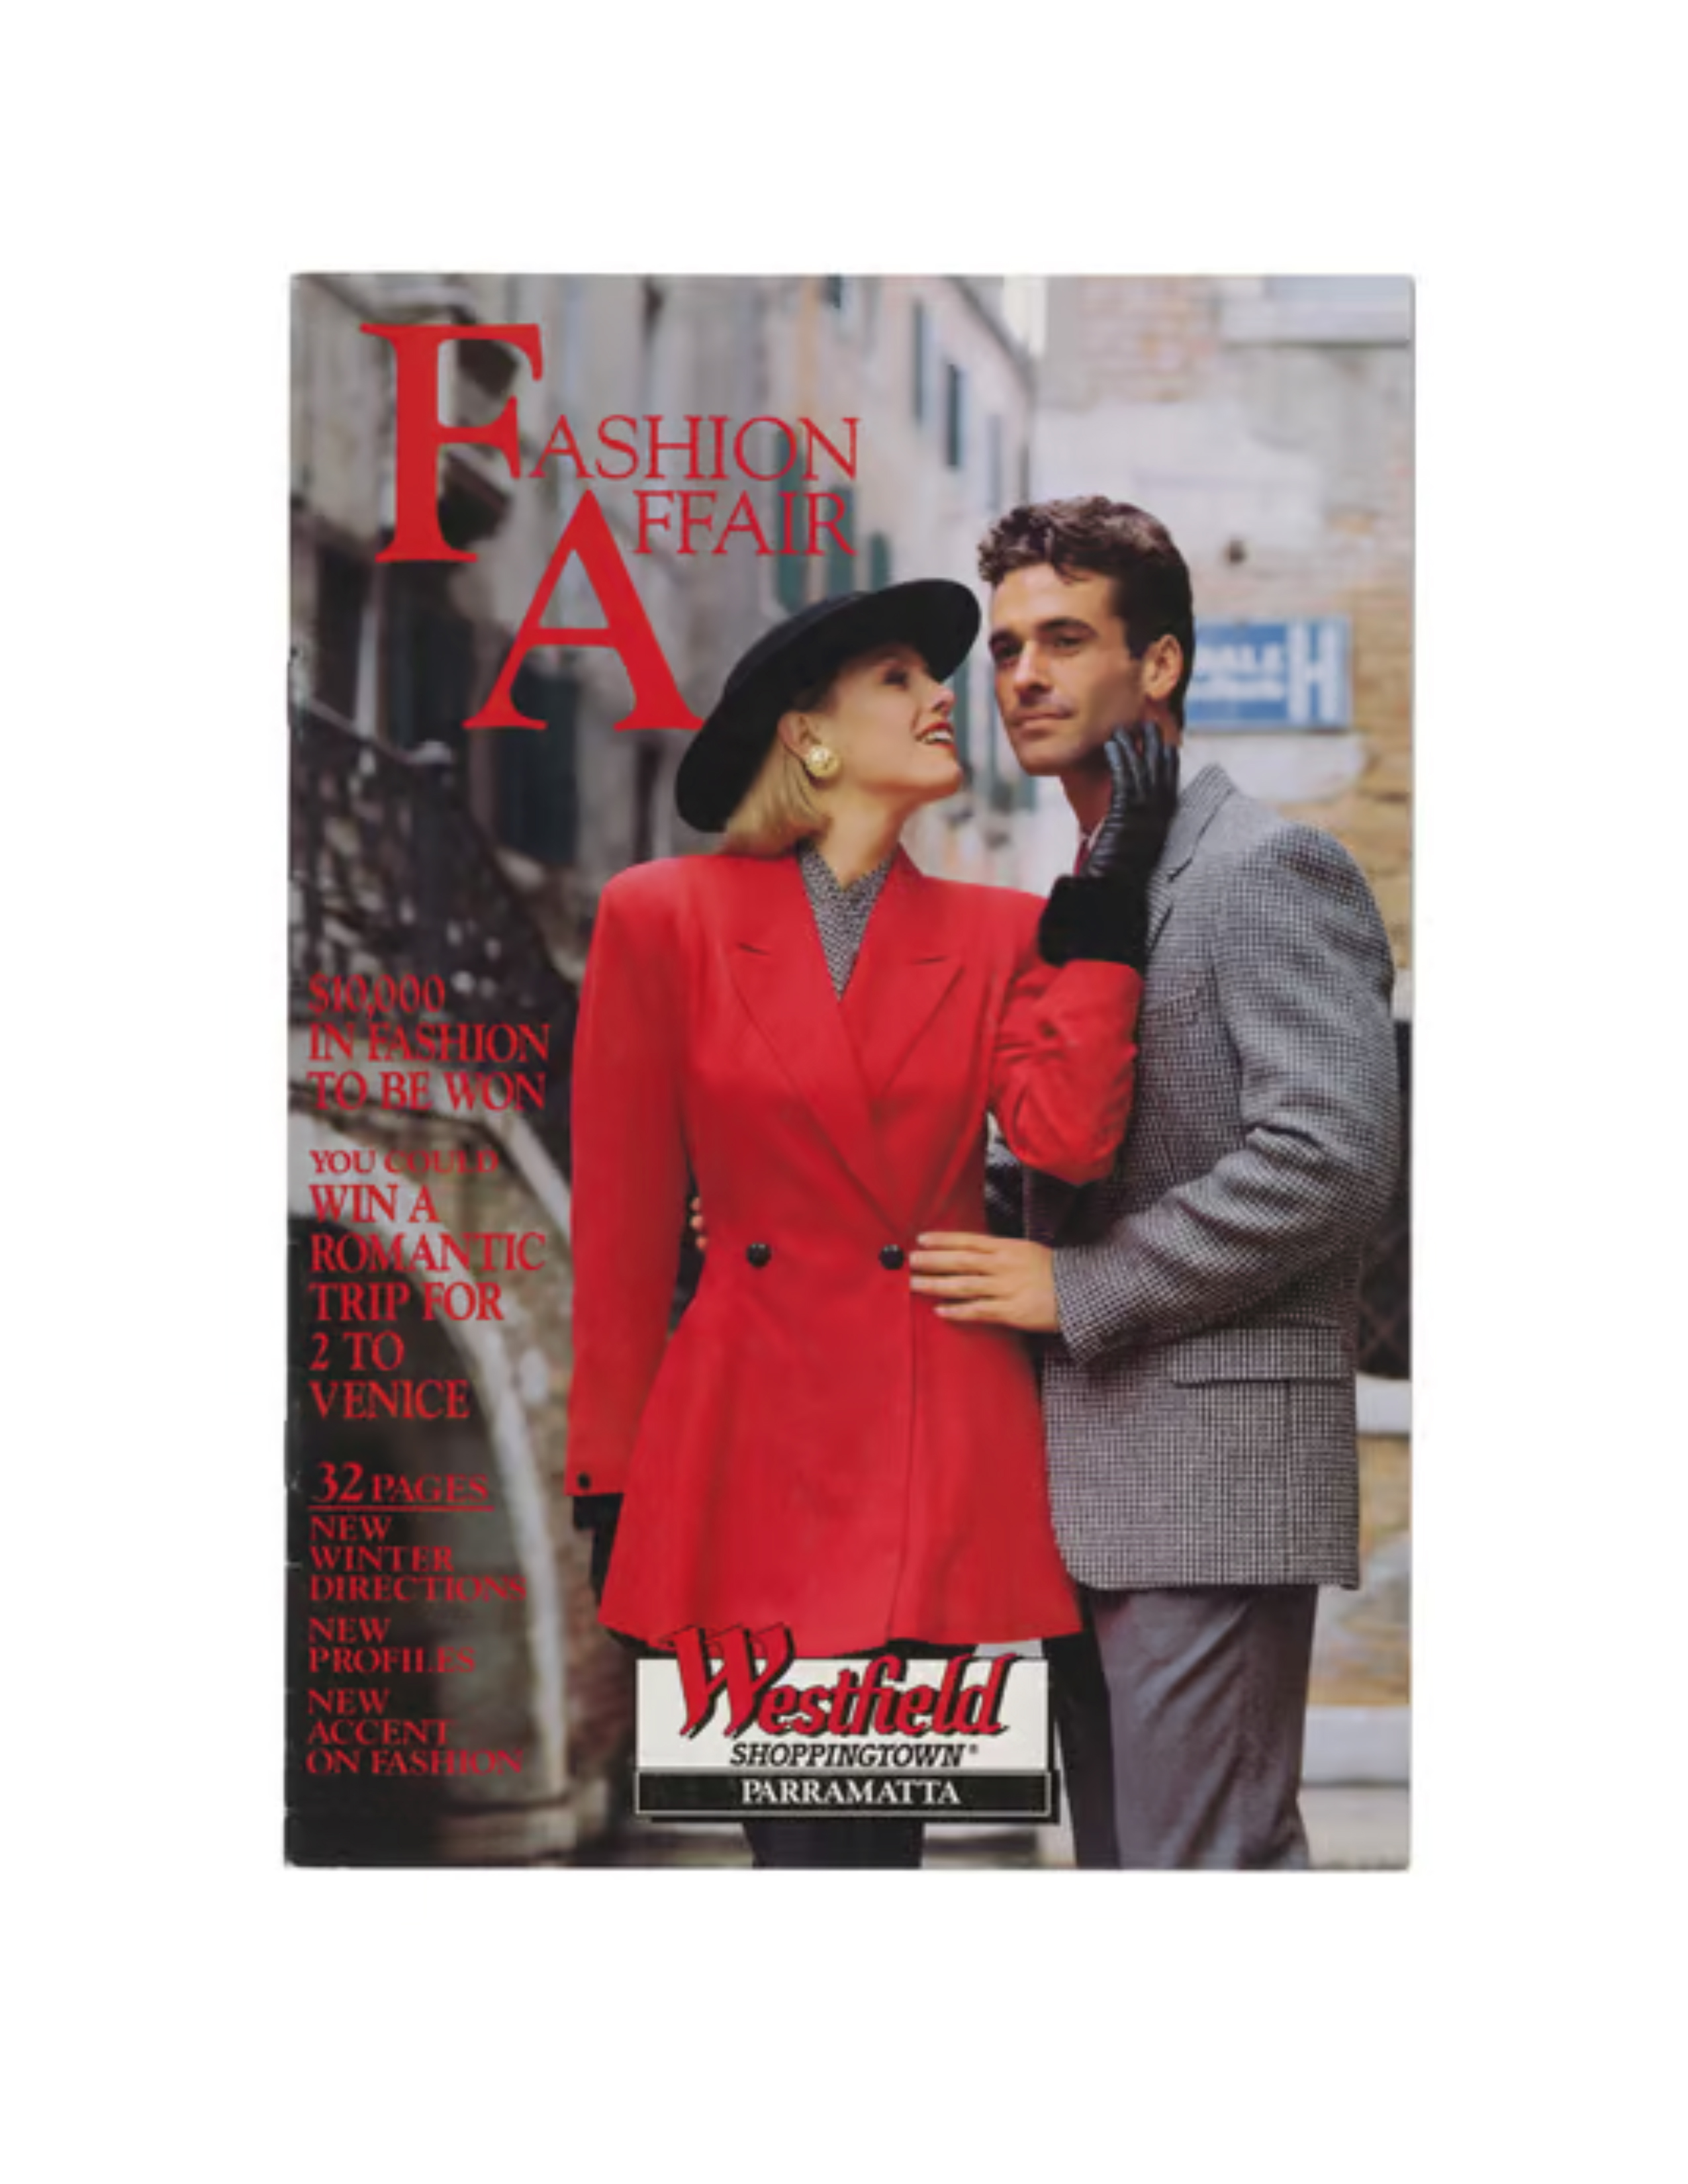 FASHION
AFFAIR
$10,000
IN FASHION
TO BE WON
YOU COULD
WIN A
ROMANTIC
TRIP FOR
2 TO
VENICE
32 PAGES
NEW
WINTER
DIRECTIONS
NEW
PROFILES
NEW
ACCENT
ON FASHION
Westfield
SHOPPINGTOWN®
PARRAMATTA
H